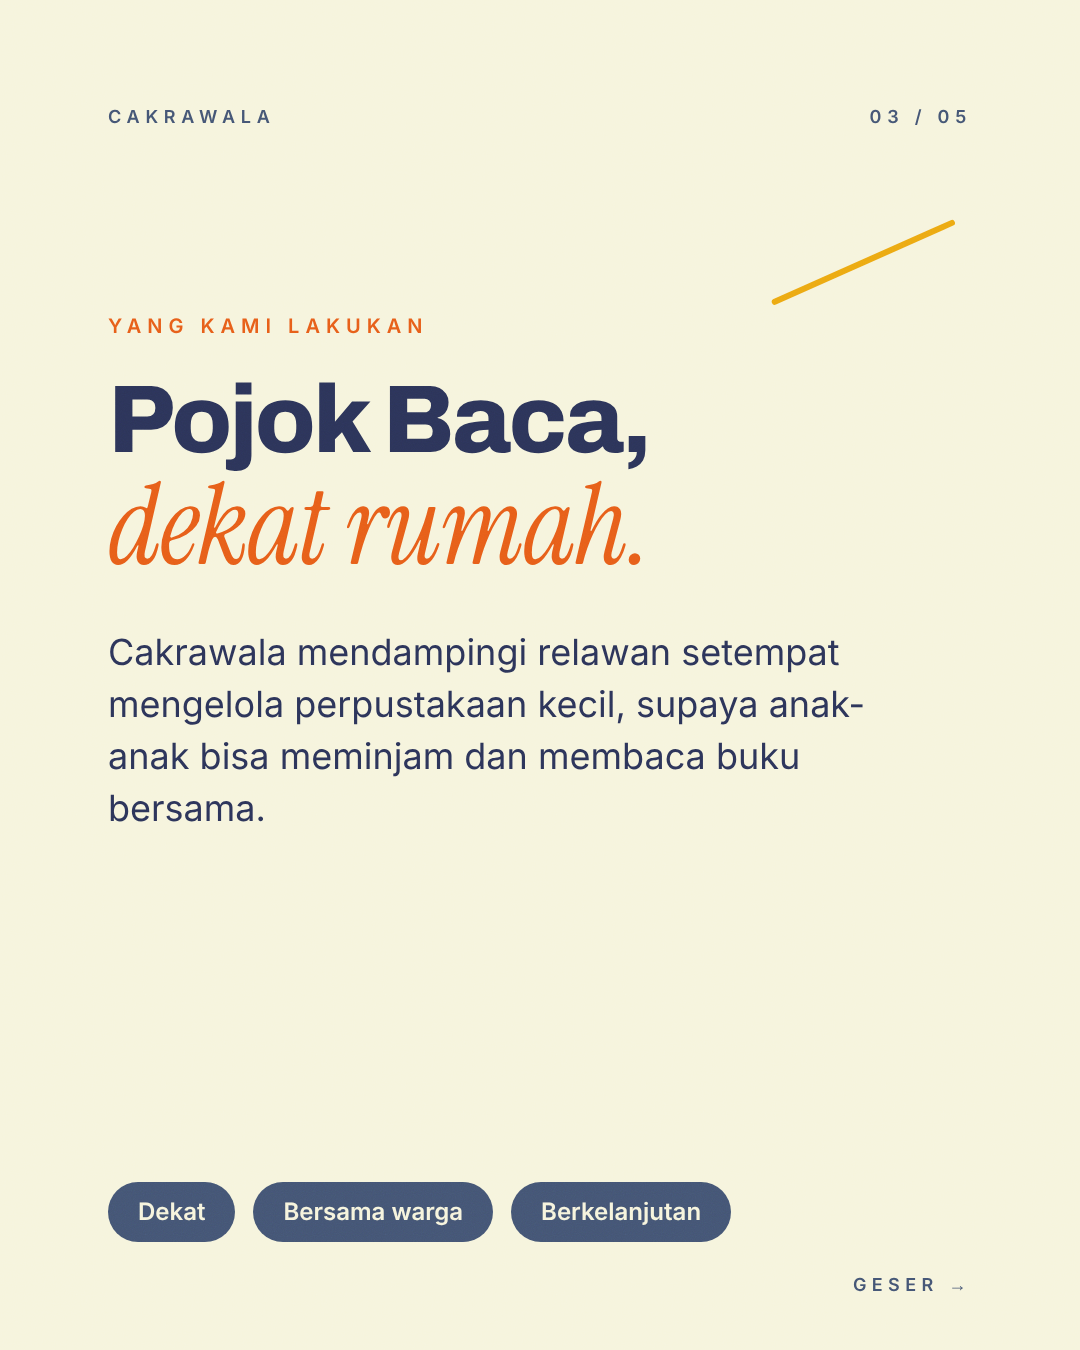 CAKRAWALA
03 / 05
YANG KAMI LAKUKAN
Pojok Baca,
dekat rumah.
Cakrawala mendampingi relawan setempat
mengelola perpustakaan kecil, supaya anak-
anak bisa meminjam dan membaca buku
bersama.
Dekat
Bersama warga
Berkelanjutan
GESER →